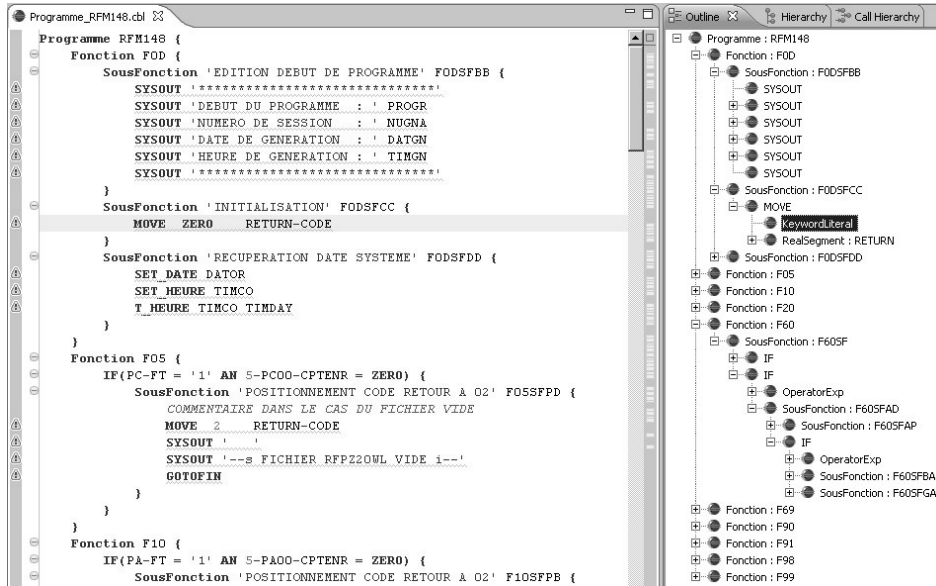 Programme_RFM148.cbl
Programme RFM148 {
Fonction F0D {
SousFonction 'EDITION DEBUT DE PROGRAMME' F0DSFBB {
SYSOUT '******************************'
SYSOUT 'DEBUT DU PROGRAMME : ' PROGR
SYSOUT 'NUMERO DE SESSION : ' NUGNA
SYSOUT 'DATE DE GENERATION : ' DATGN
SYSOUT 'HEURE DE GENERATION : ' TIMGN
SYSOUT '******************************'
}
SousFonction 'INITIALISATION' F0DSFCC {
MOVE ZERO RETURN-CODE
}
SousFonction 'RECUPERATION DATE SYSTEME' F0DSFDD {
SET_DATE DATOR
SET_HEURE TIMCO
T_HEURE TIMCO TIMDAY
}
}
Fonction F05 {
IF(PC-FT = '1' AN 5-PC00-CPTENR = ZERO) {
SousFonction 'POSITIONNEMENT CODE RETOUR A 02' F05SFPD {
COMMENTAIRE DANS LE CAS DU FICHIER VIDE
MOVE 2 RETURN-CODE
SYSOUT ' '
SYSOUT '--s FICHIER RFPZ20WL VIDE i--'
GOTOFIN
}
}
}
Fonction F10 {
IF(PA-FT = '1' AN 5-PA00-CPTENR = ZERO) {
SousFonction 'POSITIONNEMENT CODE RETOUR A 02' F10SFPB {
Outline
Hierarchy
Call Hierarchy
Programme : RFM148
Fonction : F0D
SousFonction : F0DSFBB
SYSOUT
SYSOUT
SYSOUT
SYSOUT
SYSOUT
SYSOUT
SousFonction : F0DSFCC
MOVE
KeywordLiteral
RealSegment : RETURN
SousFonction : F0DSFDD
Fonction : F05
Fonction : F10
Fonction : F20
Fonction : F60
SousFonction : F60SF
IF
IF
OperatorExp
SousFonction : F60SFAD
SousFonction : F60SFAP
IF
OperatorExp
SousFonction : F60SFBA
SousFonction : F60SFGA
Fonction : F69
Fonction : F90
Fonction : F91
Fonction : F98
Fonction : F99